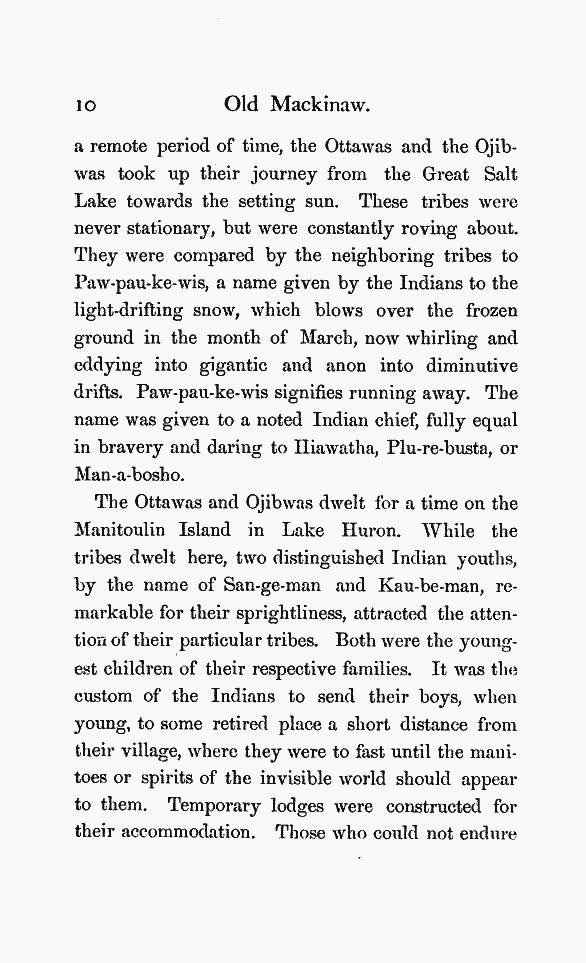 10 Old Mackinaw.
a remote period of time, the Ottawas and the Ojib-
was took up their journey from the Great Salt
Lake towards the setting sun. These tribes were
never stationary, but were constantly roving about.
They were compared by the neighboring tribes to
Paw-pau-ke-wis, a name given by the Indians to the
light-drifting snow, which blows over the frozen
ground in the month of March, now whirling and
eddying into gigantic and anon into diminutive
drifts. Paw-pau-ke-wis signifies running away. The
name was given to a noted Indian chief, fully equal
in bravery and daring to Hiawatha, Plu-re-busta, or
Man-a-bosho.
The Ottawas and Ojibwas dwelt for a time on the
Manitoulin Island in Lake Huron. While the
tribes dwelt here, two distinguished Indian youths,
by the name of San-ge-man and Kau-be-man, re-
markable for their sprightliness, attracted the atten-
tion of their particular tribes. Both were the young-
est children of their respective families. It was the
custom of the Indians to send their boys, when
young, to some retired place a short distance from
their village, where they were to fast until the mani-
toes or spirits of the invisible world should appear
to them. Temporary lodges were constructed for
their accommodation. Those who could not endure